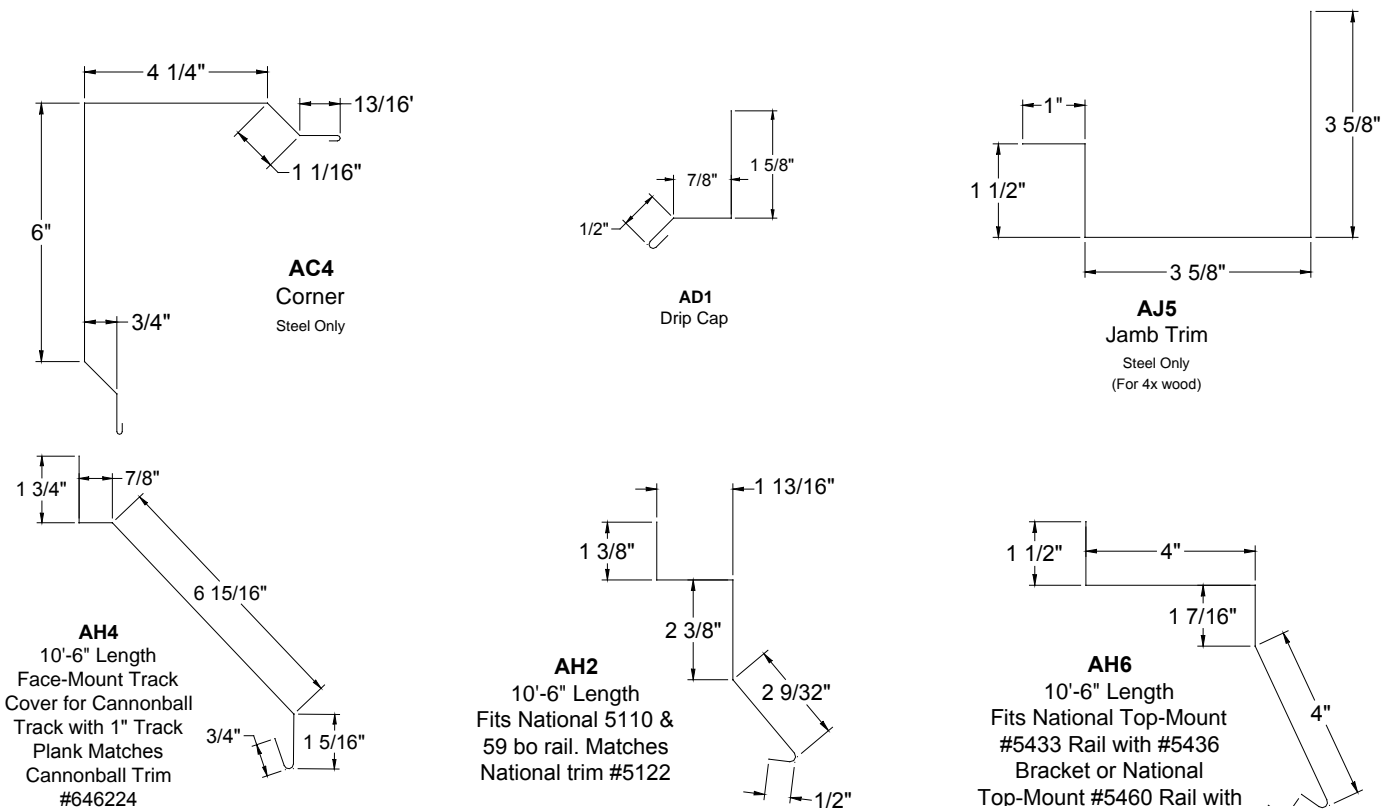 4 1/4"
13/16'
1 1/16"
6"
3/4"
AC4
Corner
Steel Only
1 5/8"
7/8"
1/2"
AD1
Drip Cap
1"
3 5/8"
1 1/2"
3 5/8"
AJ5
Jamb Trim
Steel Only
(For 4x wood)
1 3/4"
7/8"
6 15/16"
3/4"
1 5/16"
AH4
10'-6" Length
Face-Mount Track
Cover for Cannonball
Track with 1" Track
Plank Matches
Cannonball Trim
#646224
1 13/16"
1 3/8"
2 3/8"
2 9/32"
1/2"
AH2
10'-6" Length
Fits National 5110 &
59 bo rail. Matches
National trim #5122
1 1/2"
4"
1 7/16"
4"
AH6
10'-6" Length
Fits National Top-Mount
#5433 Rail with #5436
Bracket or National
Top-Mount #5460 Rail with